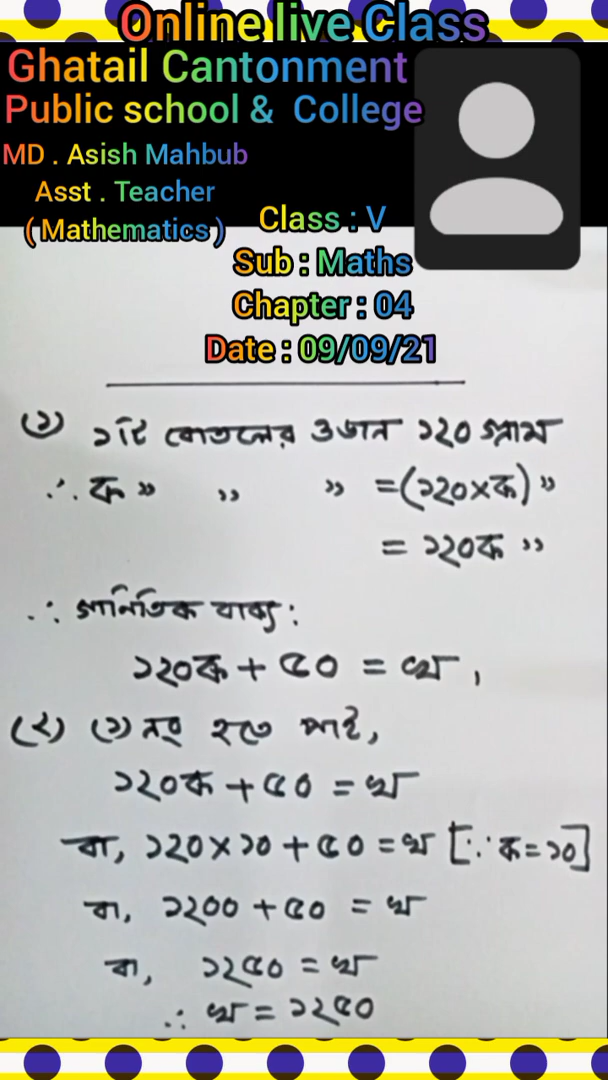 Online live Class
Ghatail Cantonment
Public school & College
MD . Asish Mahbub
Asst . Teacher
( Mathematics )
Class : V
Sub : Maths
Chapter : 04
Date : 09/09/21
(১) ১টি বোতলের ওজন ১২০ গ্রাম
∴ ক " " " = (১২০×ক) "
= ১২০ক "
∴ গানিতিক বাক্য :
১২০ক + ৫০ = খ ,
(২) (১) নং হতে পাই,
১২০ক + ৫০ = খ
বা, ১২০×১০ + ৫০ = খ [∵ ক = ১০]
বা, ১২০০ + ৫০ = খ
বা, ১২৫০ = খ
∴ খ = ১২৫০